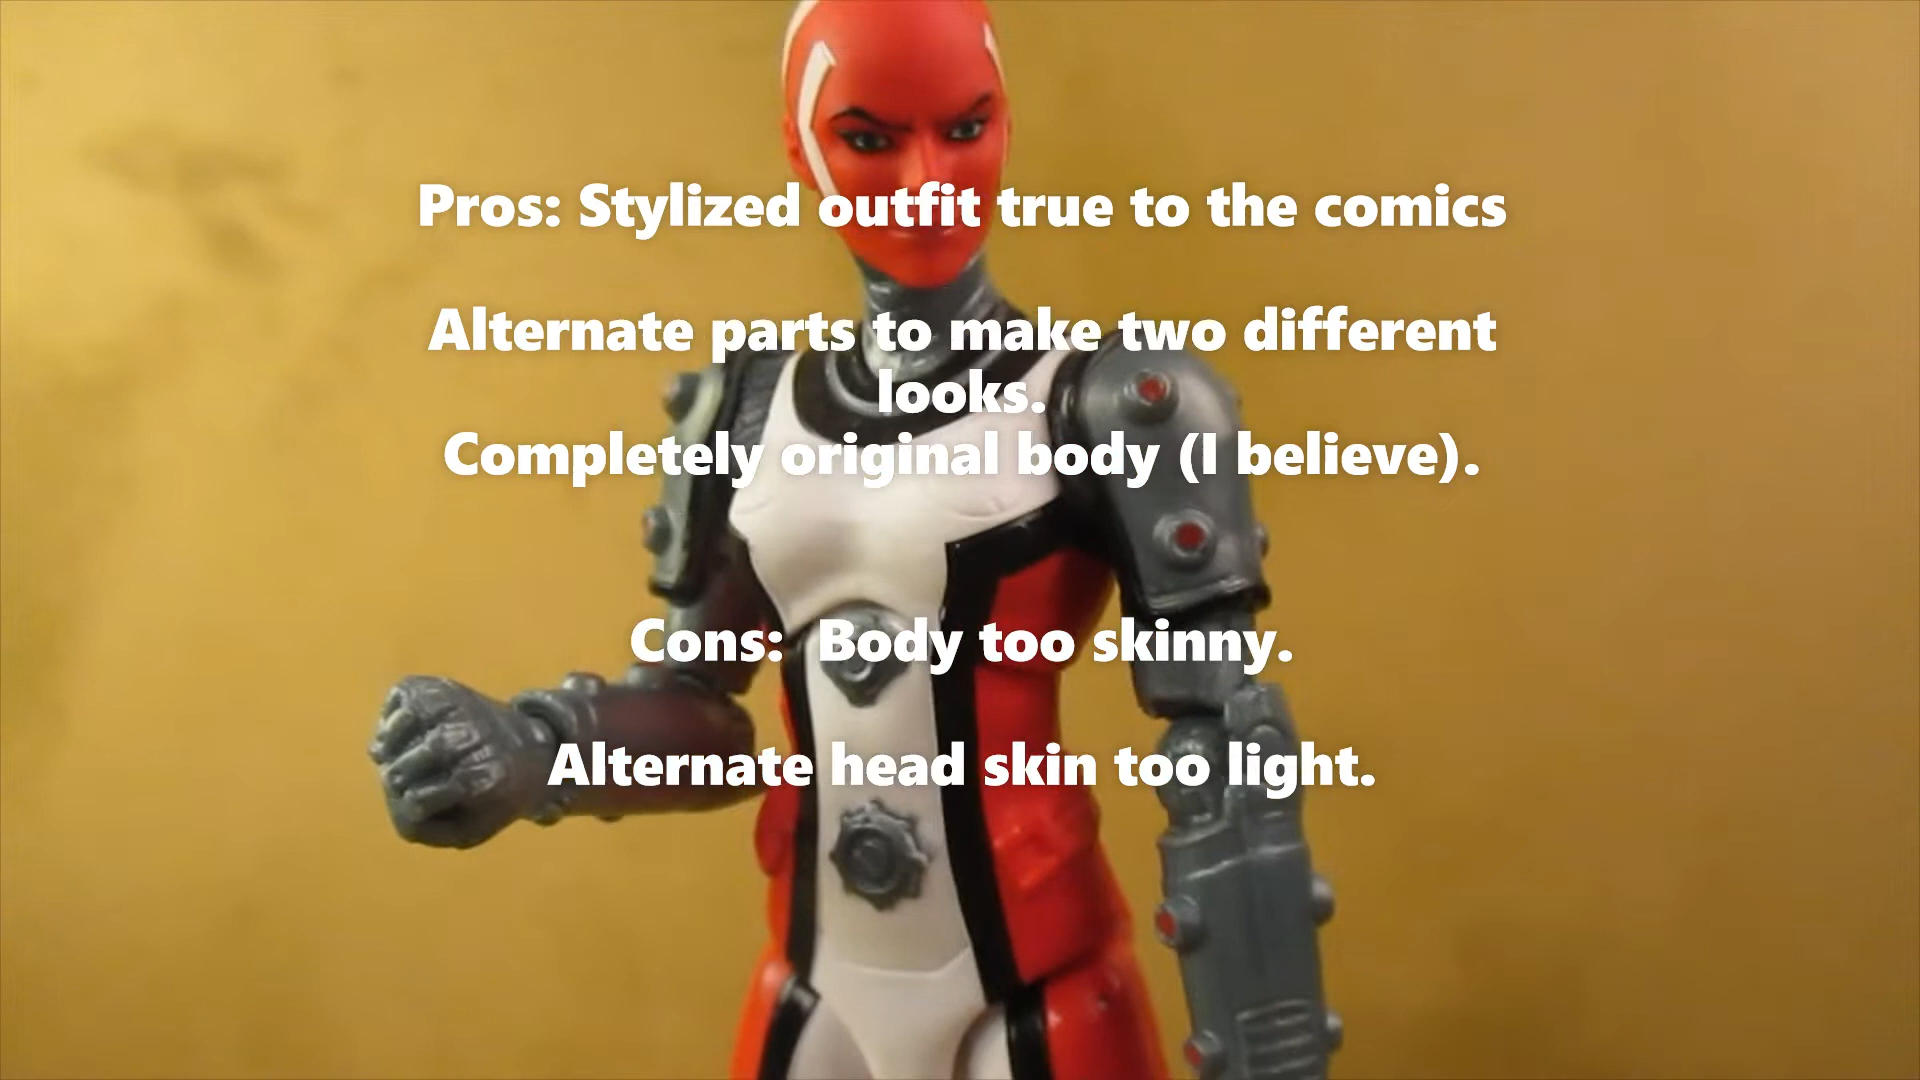 Pros: Stylized outfit true to the comics
Alternate parts to make two different
looks.
Completely original body (I believe).
Cons:  Body too skinny.
Alternate head skin too light.